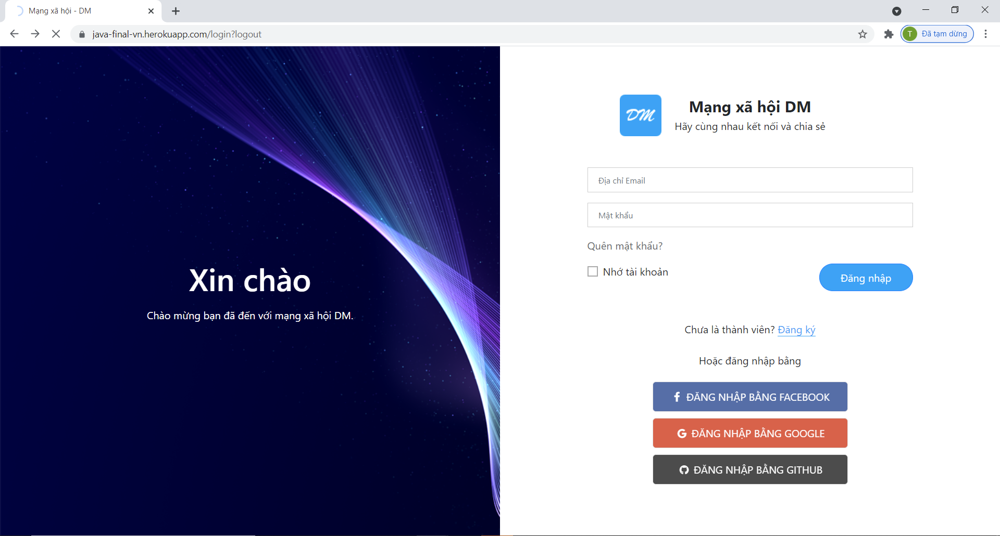 Mạng xã hội - DM
java-final-vn.herokuapp.com/login?logout
T
Đã tạm dừng
Xin chào
Chào mừng bạn đã đến với mạng xã hội DM.
DM
Mạng xã hội DM
Hãy cùng nhau kết nối và chia sẻ
Địa chỉ Email
Mật khẩu
Quên mật khẩu?
Nhớ tài khoản
Đăng nhập
Chưa là thành viên? Đăng ký
Hoặc đăng nhập bằng
ĐĂNG NHẬP BẰNG FACEBOOK
ĐĂNG NHẬP BẰNG GOOGLE
ĐĂNG NHẬP BẰNG GITHUB